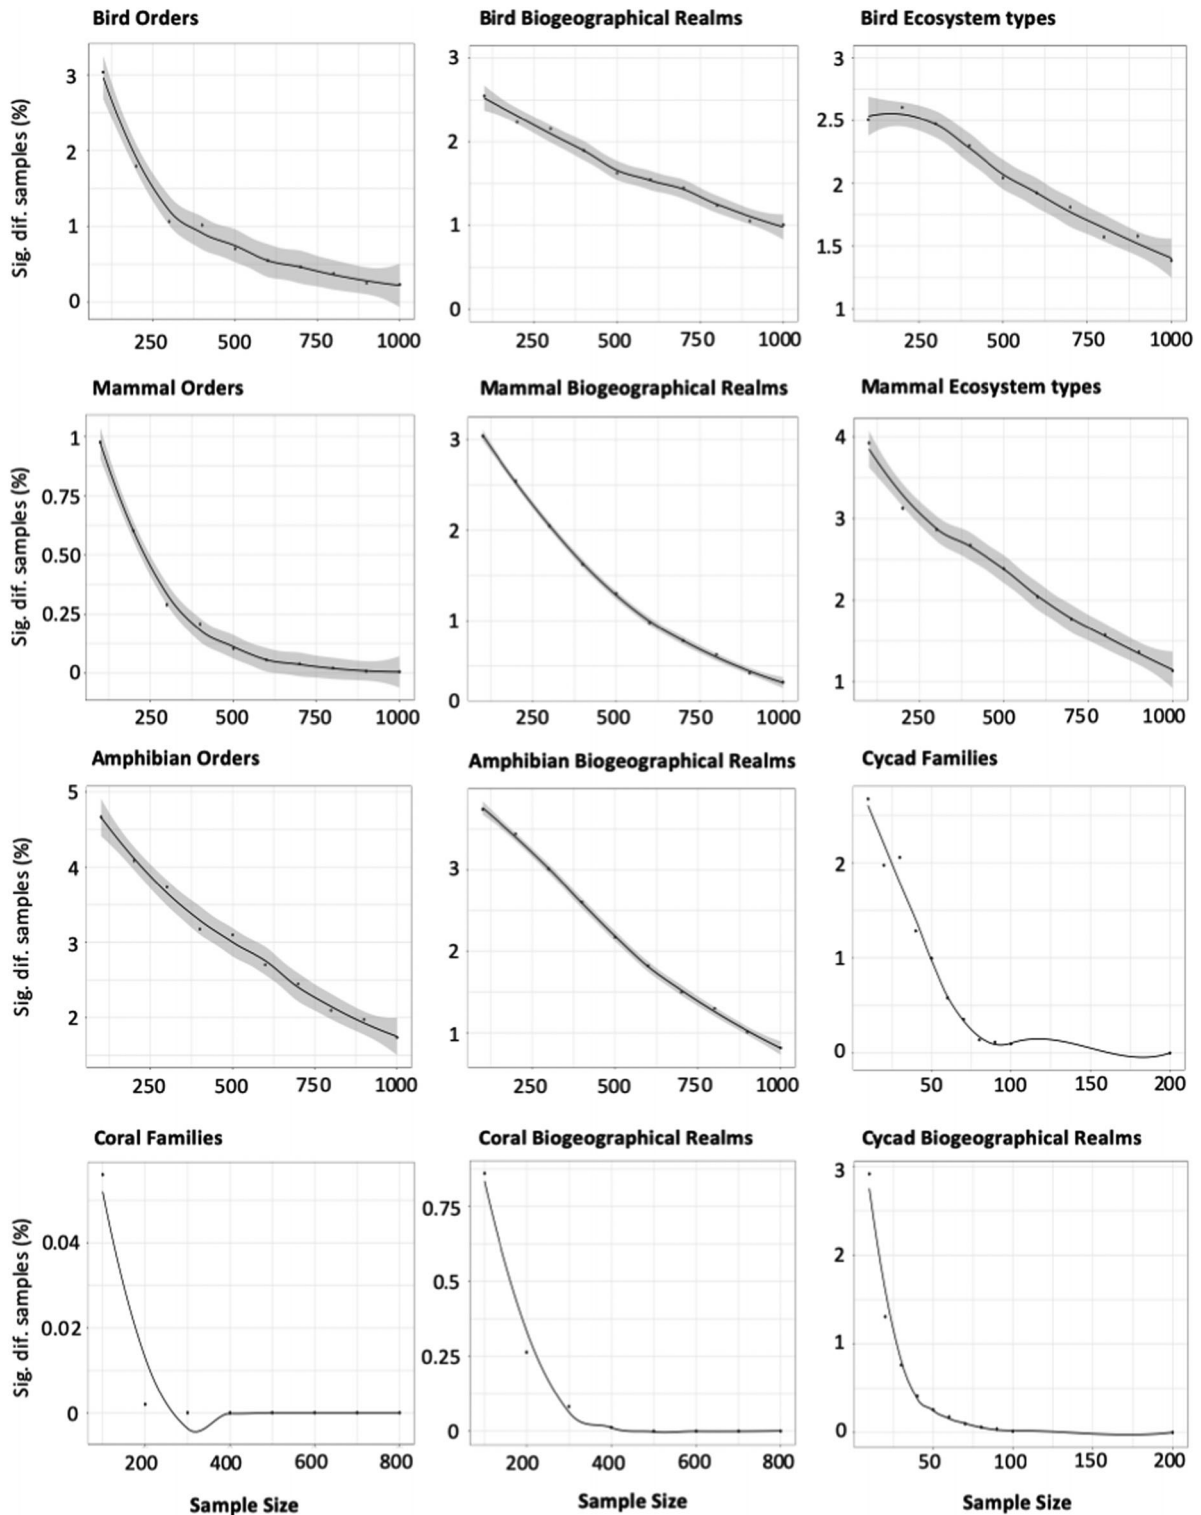 Bird Orders
Bird Biogeographical Realms
Bird Ecosystem types
Sig. dif. samples (%)
3
2
1
0
250 500 750 1000
3
2
1
0
250 500 750 1000
3
2.5
2
1.5
1
250 500 750 1000
Mammal Orders
Mammal Biogeographical Realms
Mammal Ecosystem types
Sig. dif. samples (%)
1
0.75
0.50
0.25
0
250 500 750 1000
3
2
1
0
250 500 750 1000
4
3
2
1
250 500 750 1000
Amphibian Orders
Amphibian Biogeographical Realms
Cycad Families
Sig. dif. samples (%)
5
4
3
2
250 500 750 1000
3
2
1
250 500 750 1000
2
1
0
50 100 150 200
Coral Families
Coral Biogeographical Realms
Cycad Biogeographical Realms
Sig. dif. samples (%)
0.04
0.02
0
200 400 600 800
Sample Size
0.75
0.5
0.25
0
200 400 600 800
Sample Size
3
2
1
0
50 100 150 200
Sample Size